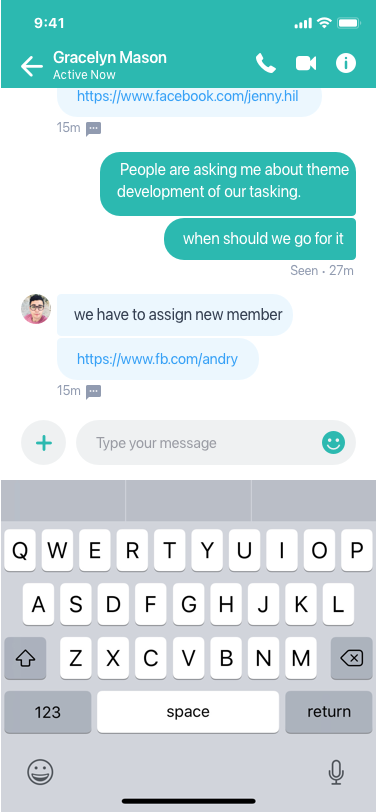 9:41
Gracelyn Mason
Active Now
https://www.facebook.com/jenny.hil
15m
People are asking me about theme
development of our tasking.
when should we go for it
Seen • 27m
we have to assign new member
https://www.fb.com/andry
15m
Type your message
Q W E R T Y U I O P
A S D F G H J K L
Z X C V B N M
123 space return